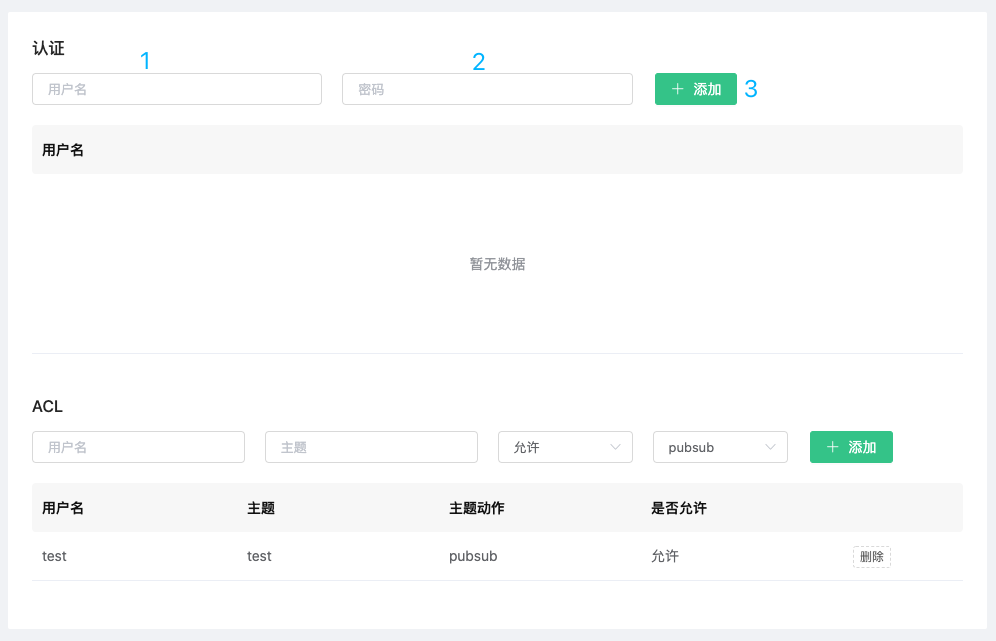 认证
1 2
用户名 密码 添加 3
用户名
暂无数据
ACL
用户名 主题 允许 pubsub 添加
用户名 主题 主题动作 是否允许
test test pubsub 允许 删除